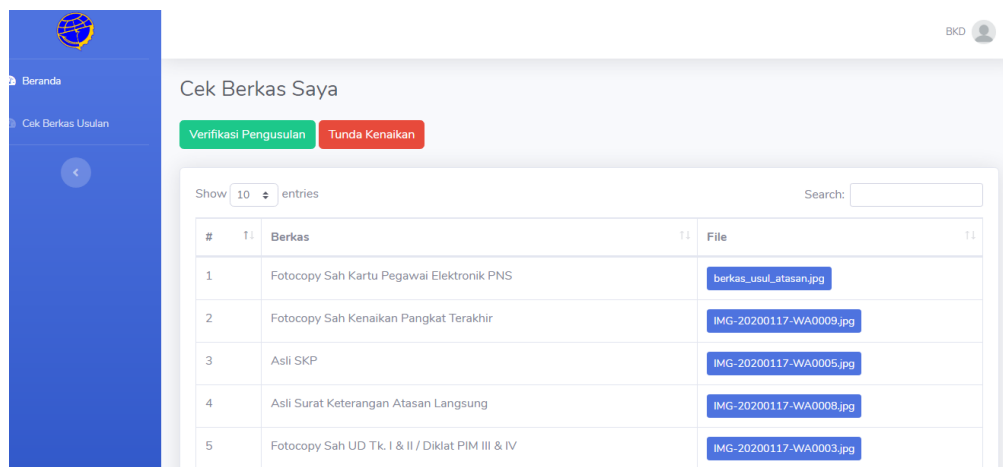 BKD
Beranda
Cek Berkas Usulan
Cek Berkas Saya
Verifikasi Pengusulan Tunda Kenaikan
Show 10 entries Search:
# Berkas File
1 Fotocopy Sah Kartu Pegawai Elektronik PNS berkas_usul_atasan.jpg
2 Fotocopy Sah Kenaikan Pangkat Terakhir IMG-20200117-WA0009.jpg
3 Asli SKP IMG-20200117-WA0005.jpg
4 Asli Surat Keterangan Atasan Langsung IMG-20200117-WA0008.jpg
5 Fotocopy Sah UD Tk. I & II / Diklat PIM III & IV IMG-20200117-WA0003.jpg